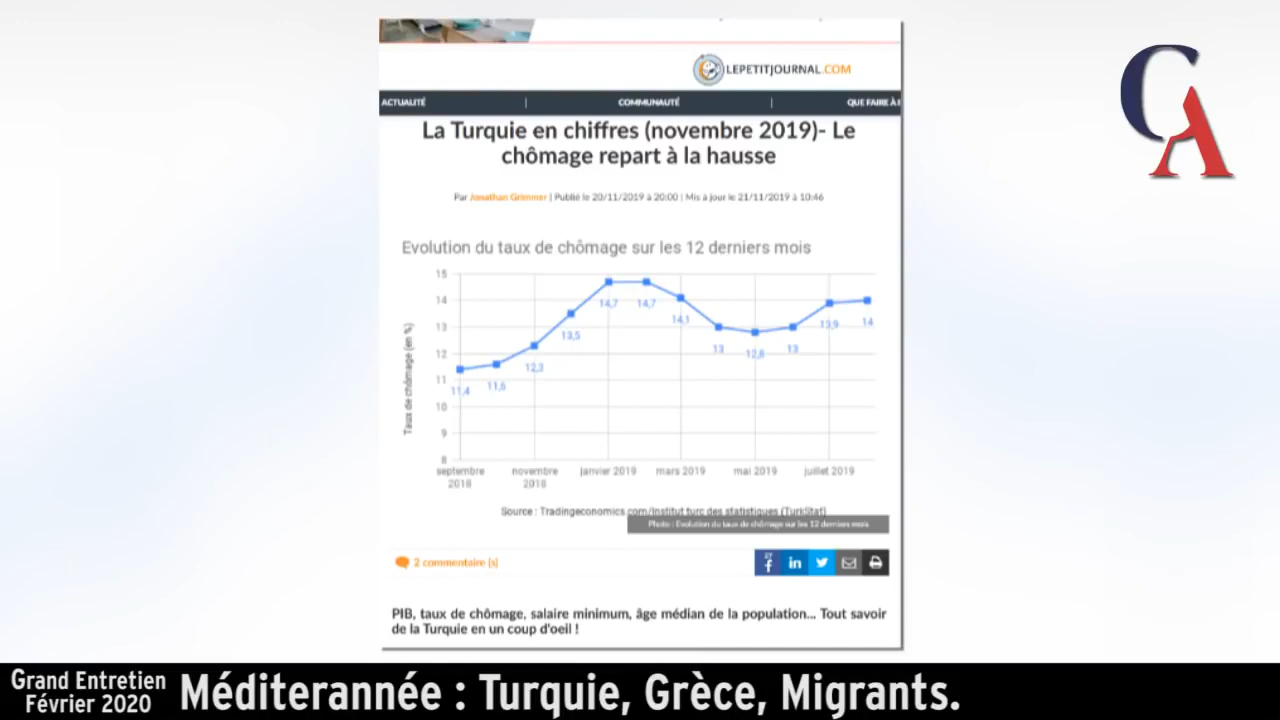 LEPETITJOURNAL.COM
CA
ACTUALITÉ | COMMUNAUTÉ | QUE FAIRE À
La Turquie en chiffres (novembre 2019)- Le
chômage repart à la hausse
Par Jonathan Grimmer | Publié le 20/11/2019 à 20:00 | Mis à jour le 21/11/2019 à 10:46
Evolution du taux de chômage sur les 12 derniers mois
Taux de chômage (en %)
15
14
13
12
11
10
9
8
11,4
11,6
12,3
13,5
14,7
14,7
14,1
13
12,8
13
13,9
14
septembre 2018
novembre 2018
janvier 2019
mars 2019
mai 2019
juillet 2019
Source : Tradingeconomics.com/Institut turc des statistiques (TurkStat)
Photo : Evolution du taux de chômage sur les 12 derniers mois
2 commentaire (s)
27
PIB, taux de chômage, salaire minimum, âge médian de la population... Tout savoir
de la Turquie en un coup d'oeil !
Grand Entretien
Février 2020
Méditerannée : Turquie, Grèce, Migrants.